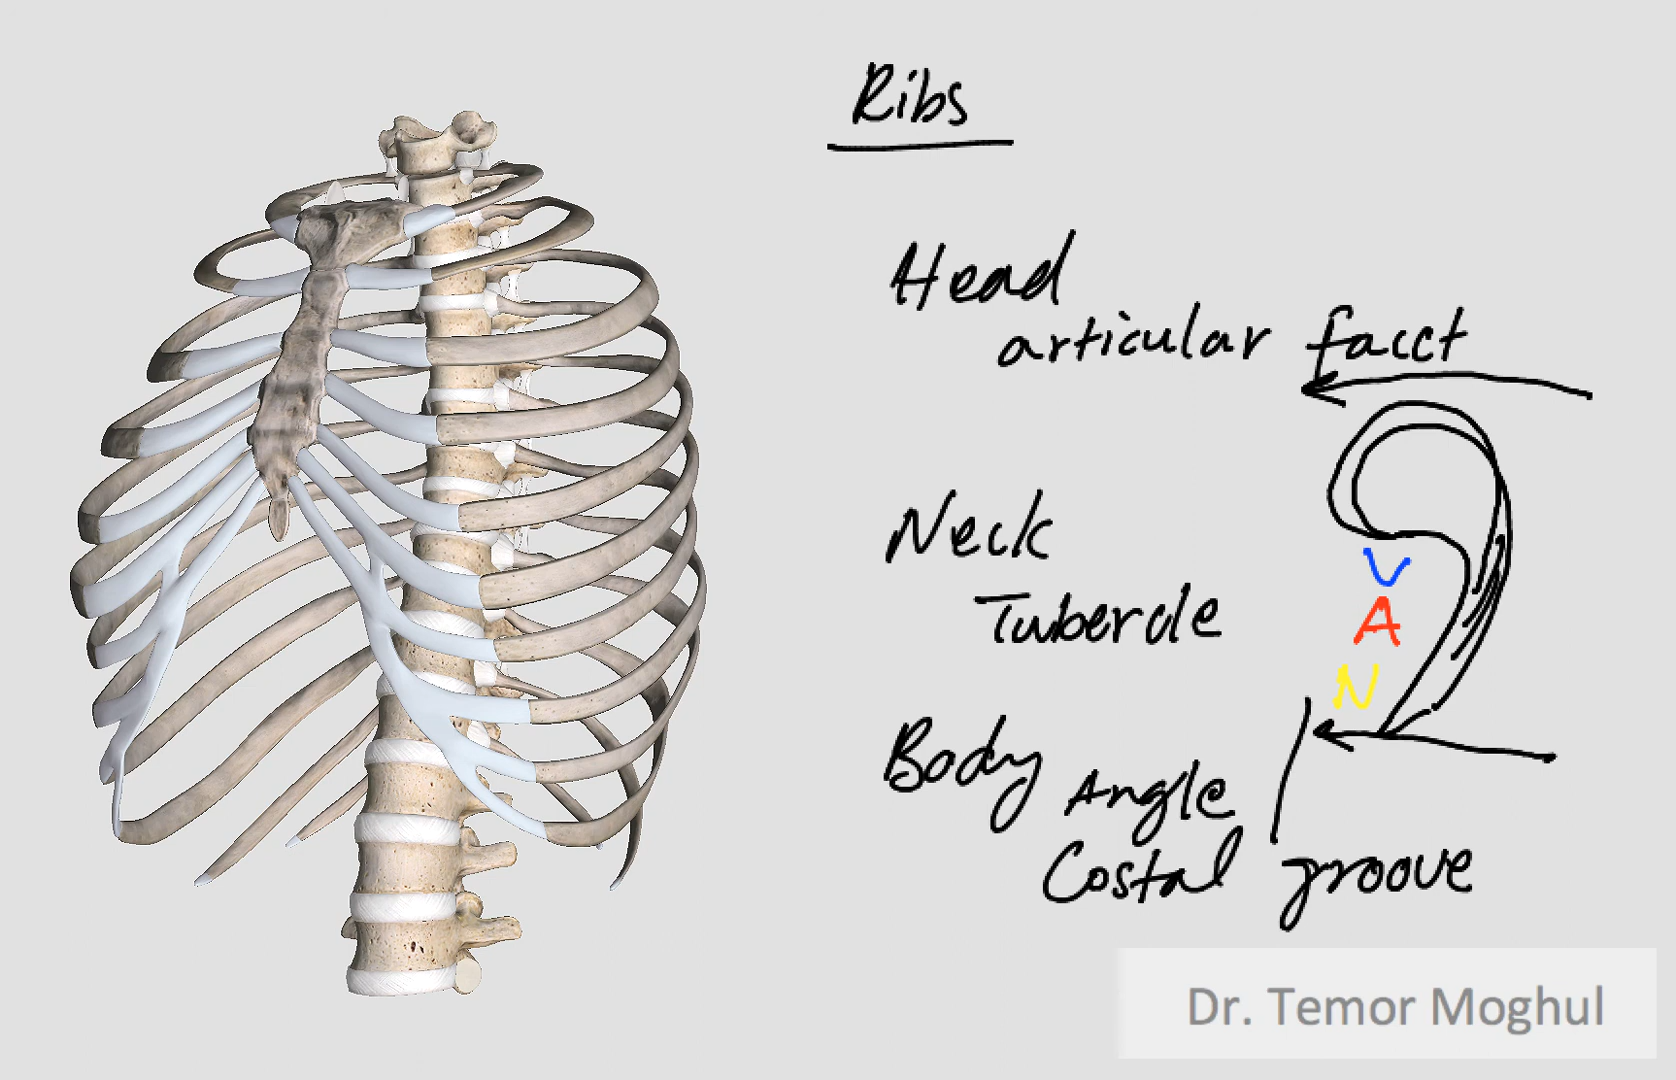 Ribs
Head
articular facet
Neck
Tubercle
V
A
N
Body
Angle
Costal groove
Dr. Temor Moghul